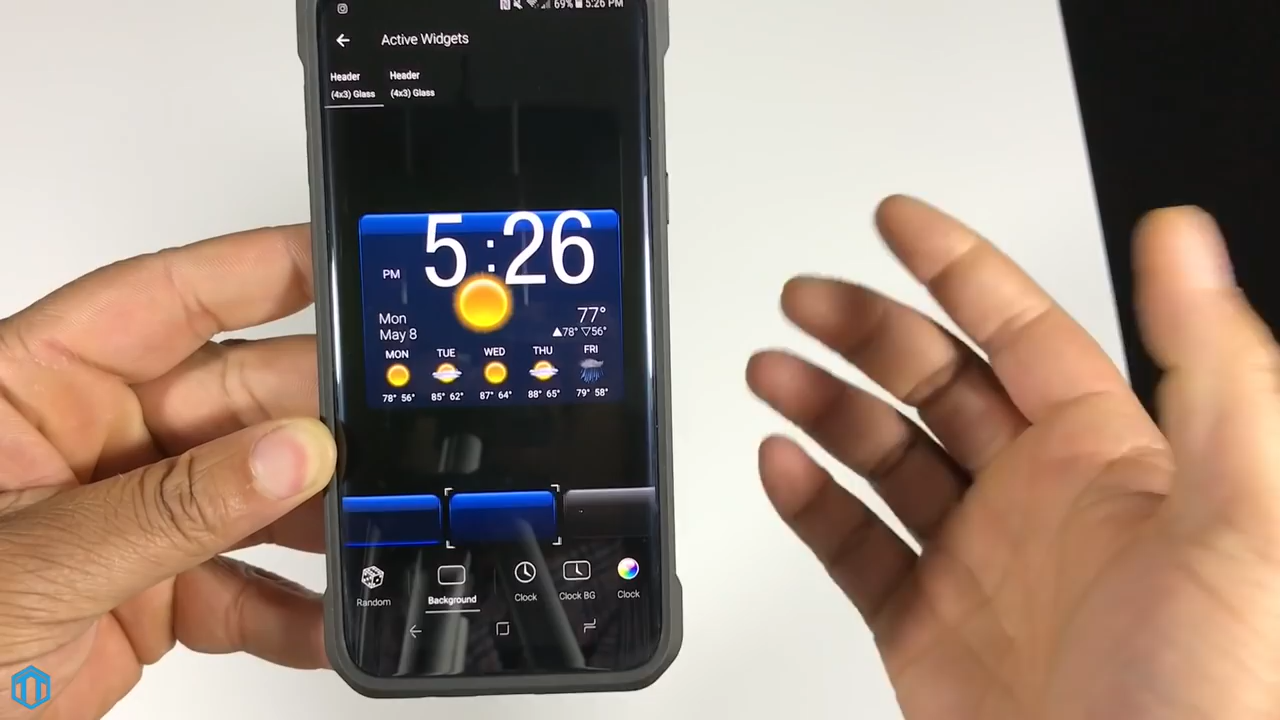 69% 5:26 PM
Active Widgets
Header Header
(4x3) Glass (4x3) Glass
5:26
PM
Mon 77°
May 8 ▲78° ▽56°
MON TUE WED THU FRI
78° 56° 85° 62° 87° 64° 88° 65° 79° 58°
Random Background Clock Clock BG Clock